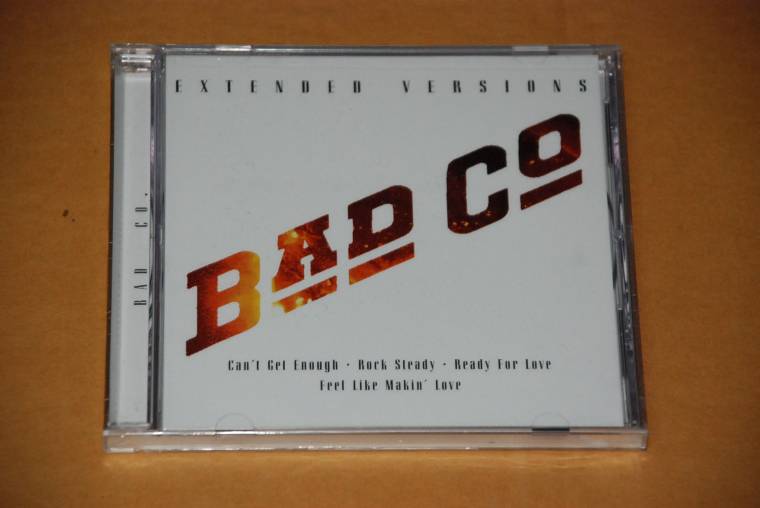 EXTENDED VERSIONS
BAD CO
Can't Get Enough · Rock Steady · Ready For Love
Feel Like Makin' Love
BAD CO.